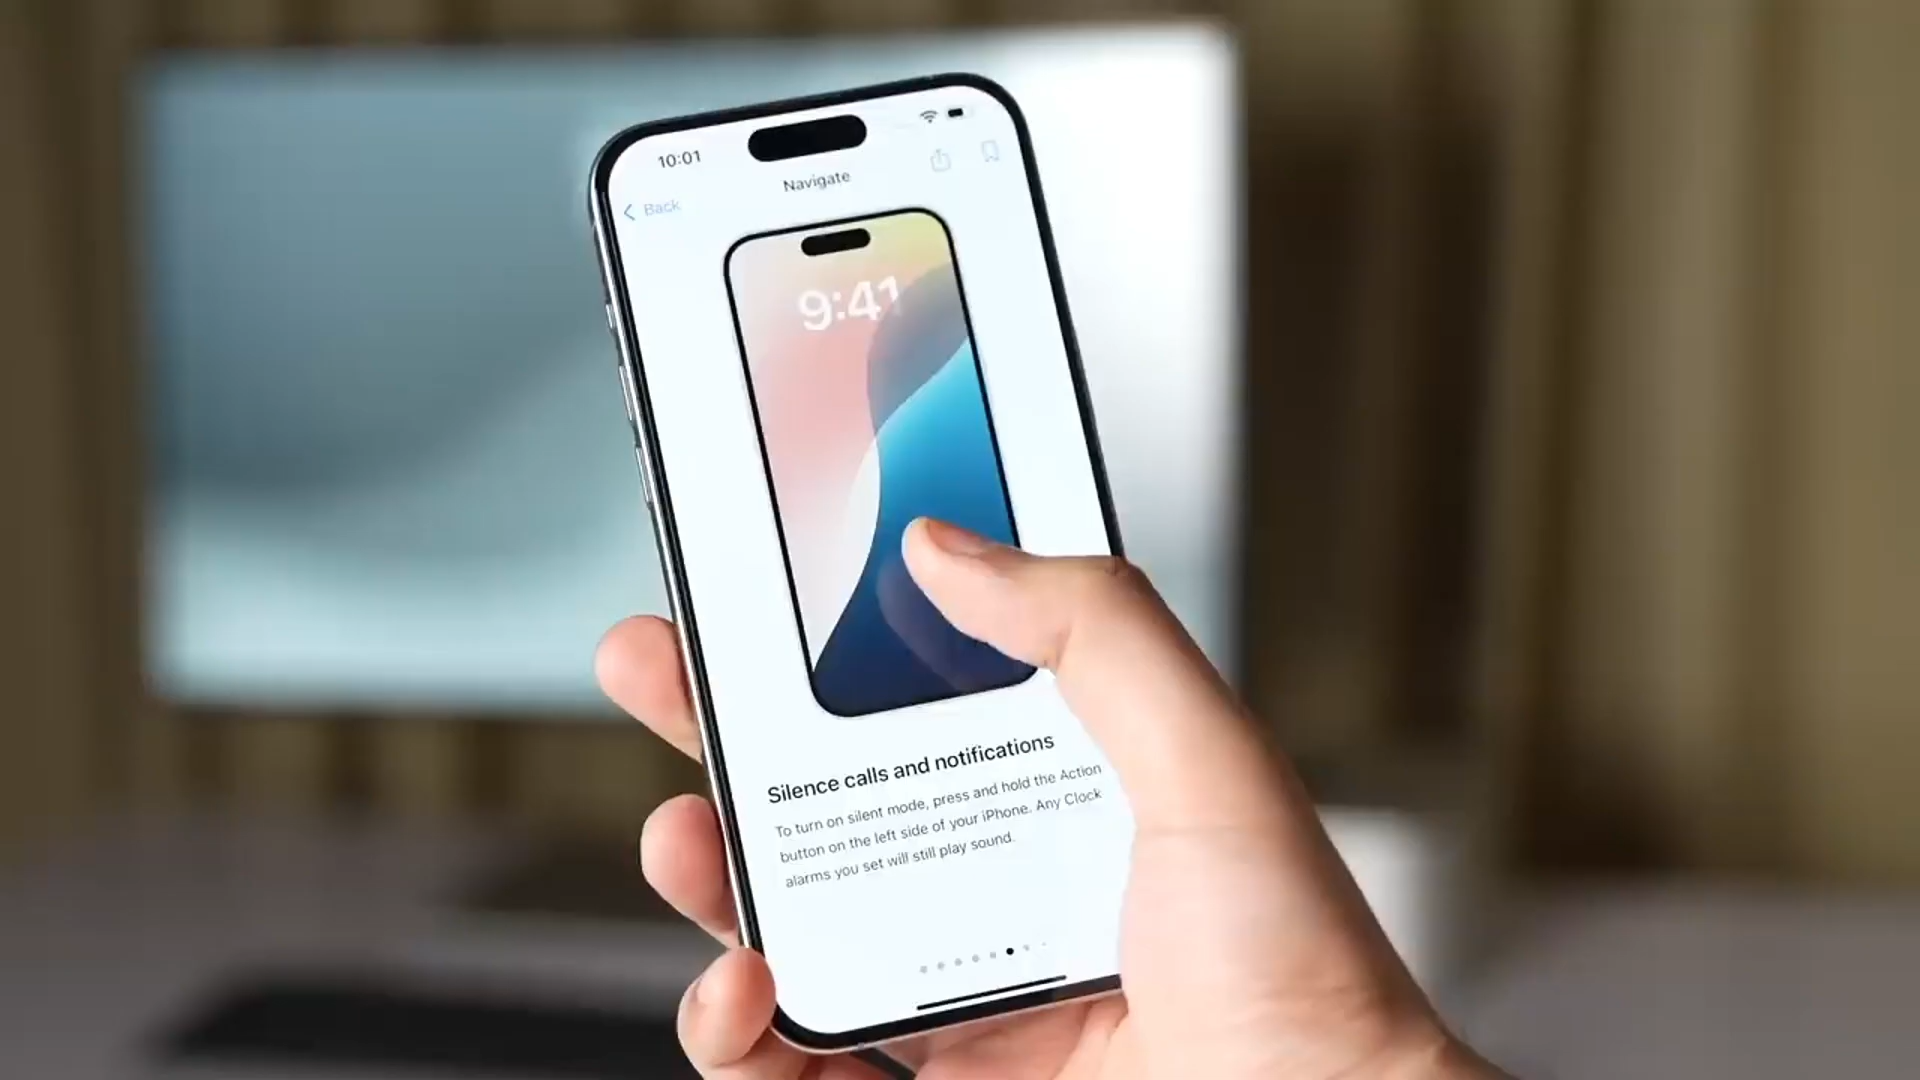 10:01
Navigate
Back
9:41
Silence calls and notifications
To turn on silent mode, press and hold the Action
button on the left side of your iPhone. Any Clock
alarms you set will still play sound.